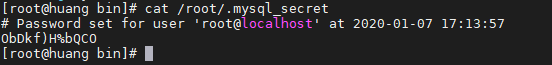 [root@huang bin]# cat /root/.mysql_secret
# Password set for user 'root@localhost' at 2020-01-07 17:13:57
ObDkf)H%bQCO
[root@huang bin]#